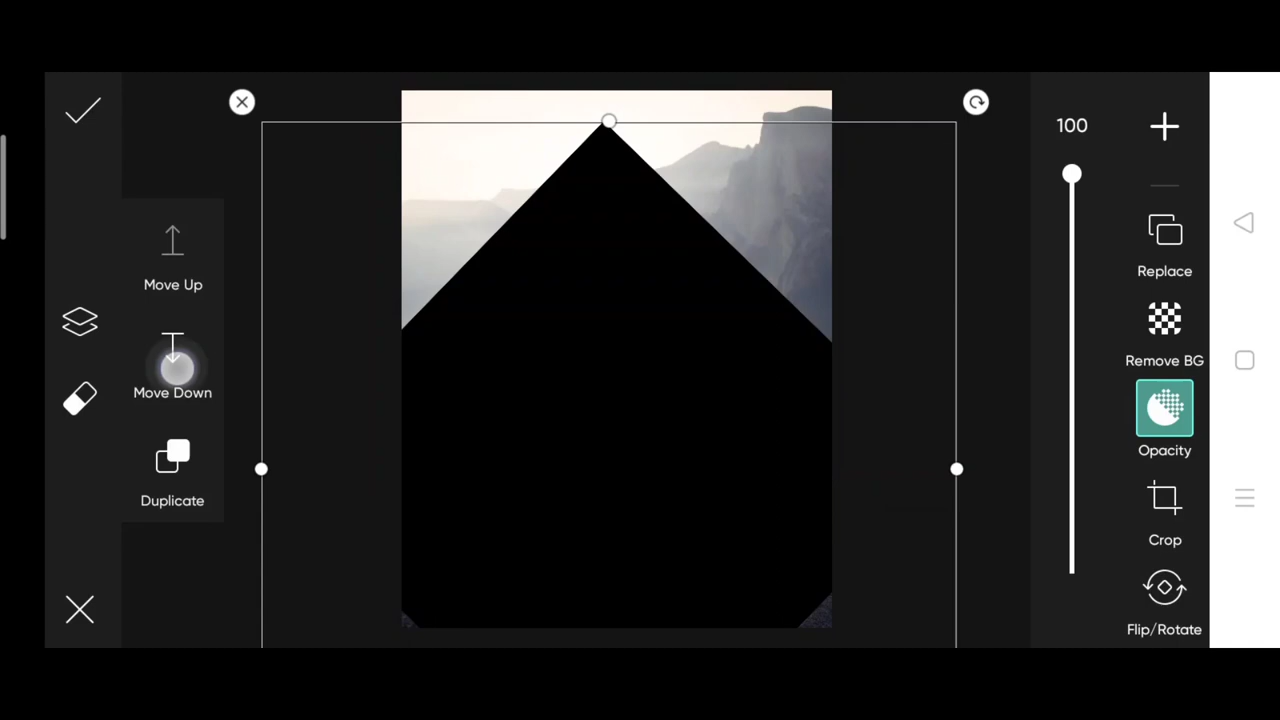 100
Move Up
Replace
Remove BG
Move Down
Opacity
Duplicate
Crop
Flip/Rotate